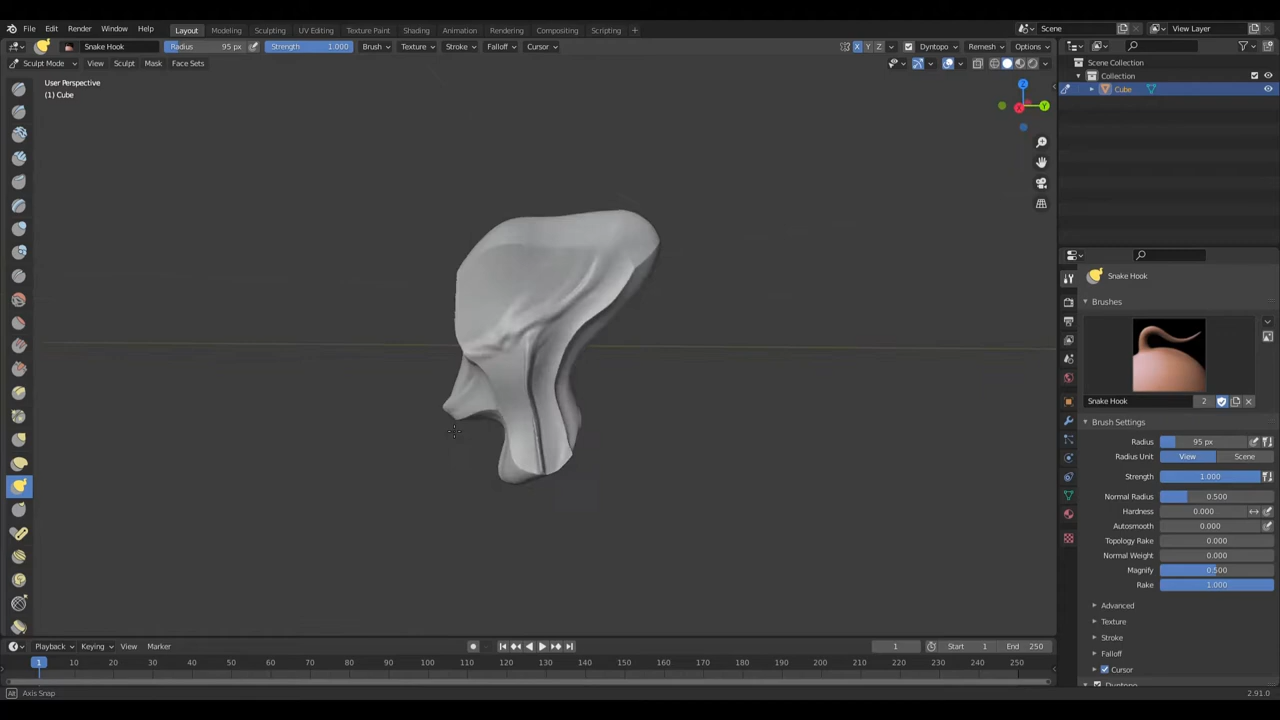 File Edit Render Window Help Layout Modeling Sculpting UV Editing Texture Paint Shading Animation Rendering Compositing Scripting + Scene View Layer
Snake Hook Radius 95 px Strength 1.000 Brush Texture Stroke Falloff Cursor X Y Z Dyntopo Remesh Options
Sculpt Mode View Sculpt Mask Face Sets
Scene Collection
Collection
Cube
User Perspective
(1) Cube
Z
Y
X
Snake Hook
Brushes
Snake Hook 2
Brush Settings
Radius 95 px
Radius Unit View Scene
Strength 1.000
Normal Radius 0.500
Hardness 0.000
Autosmooth 0.000
Topology Rake 0.000
Normal Weight 0.000
Magnify 0.500
Rake 1.000
Advanced
Texture
Stroke
Falloff
Cursor
Dyntopo
Playback Keying View Marker 1 Start 1 End 250
1 10 20 30 40 50 60 70 80 90 100 110 120 130 140 150 160 170 180 190 200 210 220 230 240 250
Alt Axis Snap 2.91.0